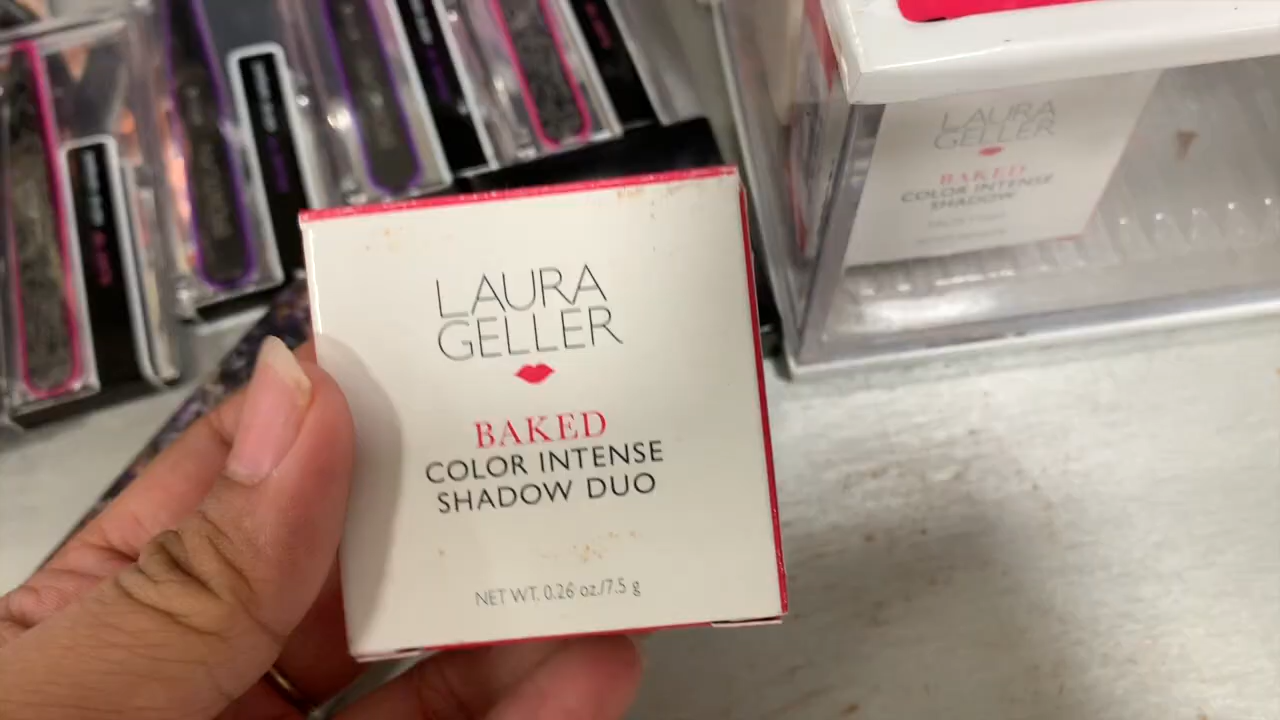 LAURA
GELLER
BAKED
COLOR INTENSE
SHADOW DUO
NET WT. 0.26 oz./7.5 g
LAURA
GELLER
BAKED
COLOR INTENSE
SHADOW